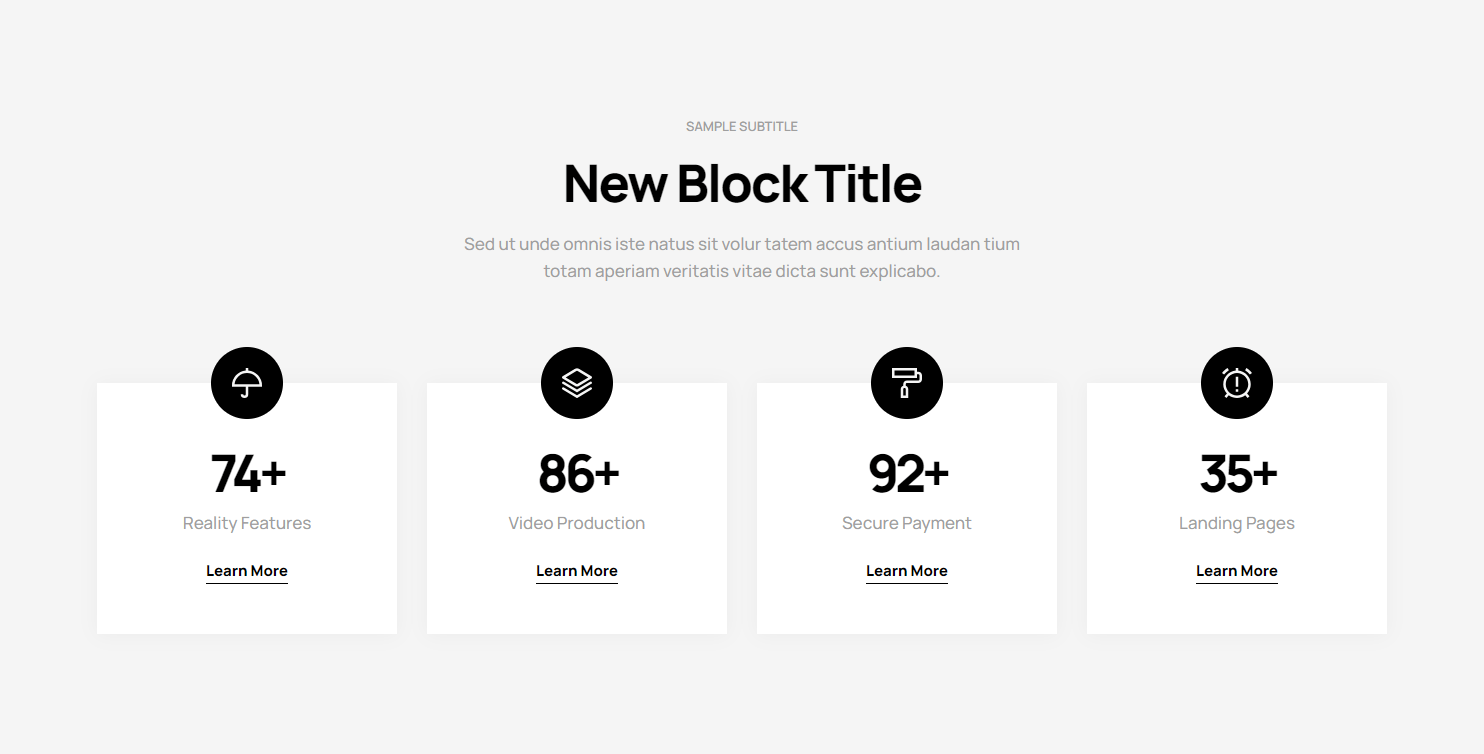 SAMPLE SUBTITLE
New Block Title
Sed ut unde omnis iste natus sit volur tatem accus antium laudan tium
totam aperiam veritatis vitae dicta sunt explicabo.
74+
Reality Features
Learn More
86+
Video Production
Learn More
92+
Secure Payment
Learn More
35+
Landing Pages
Learn More